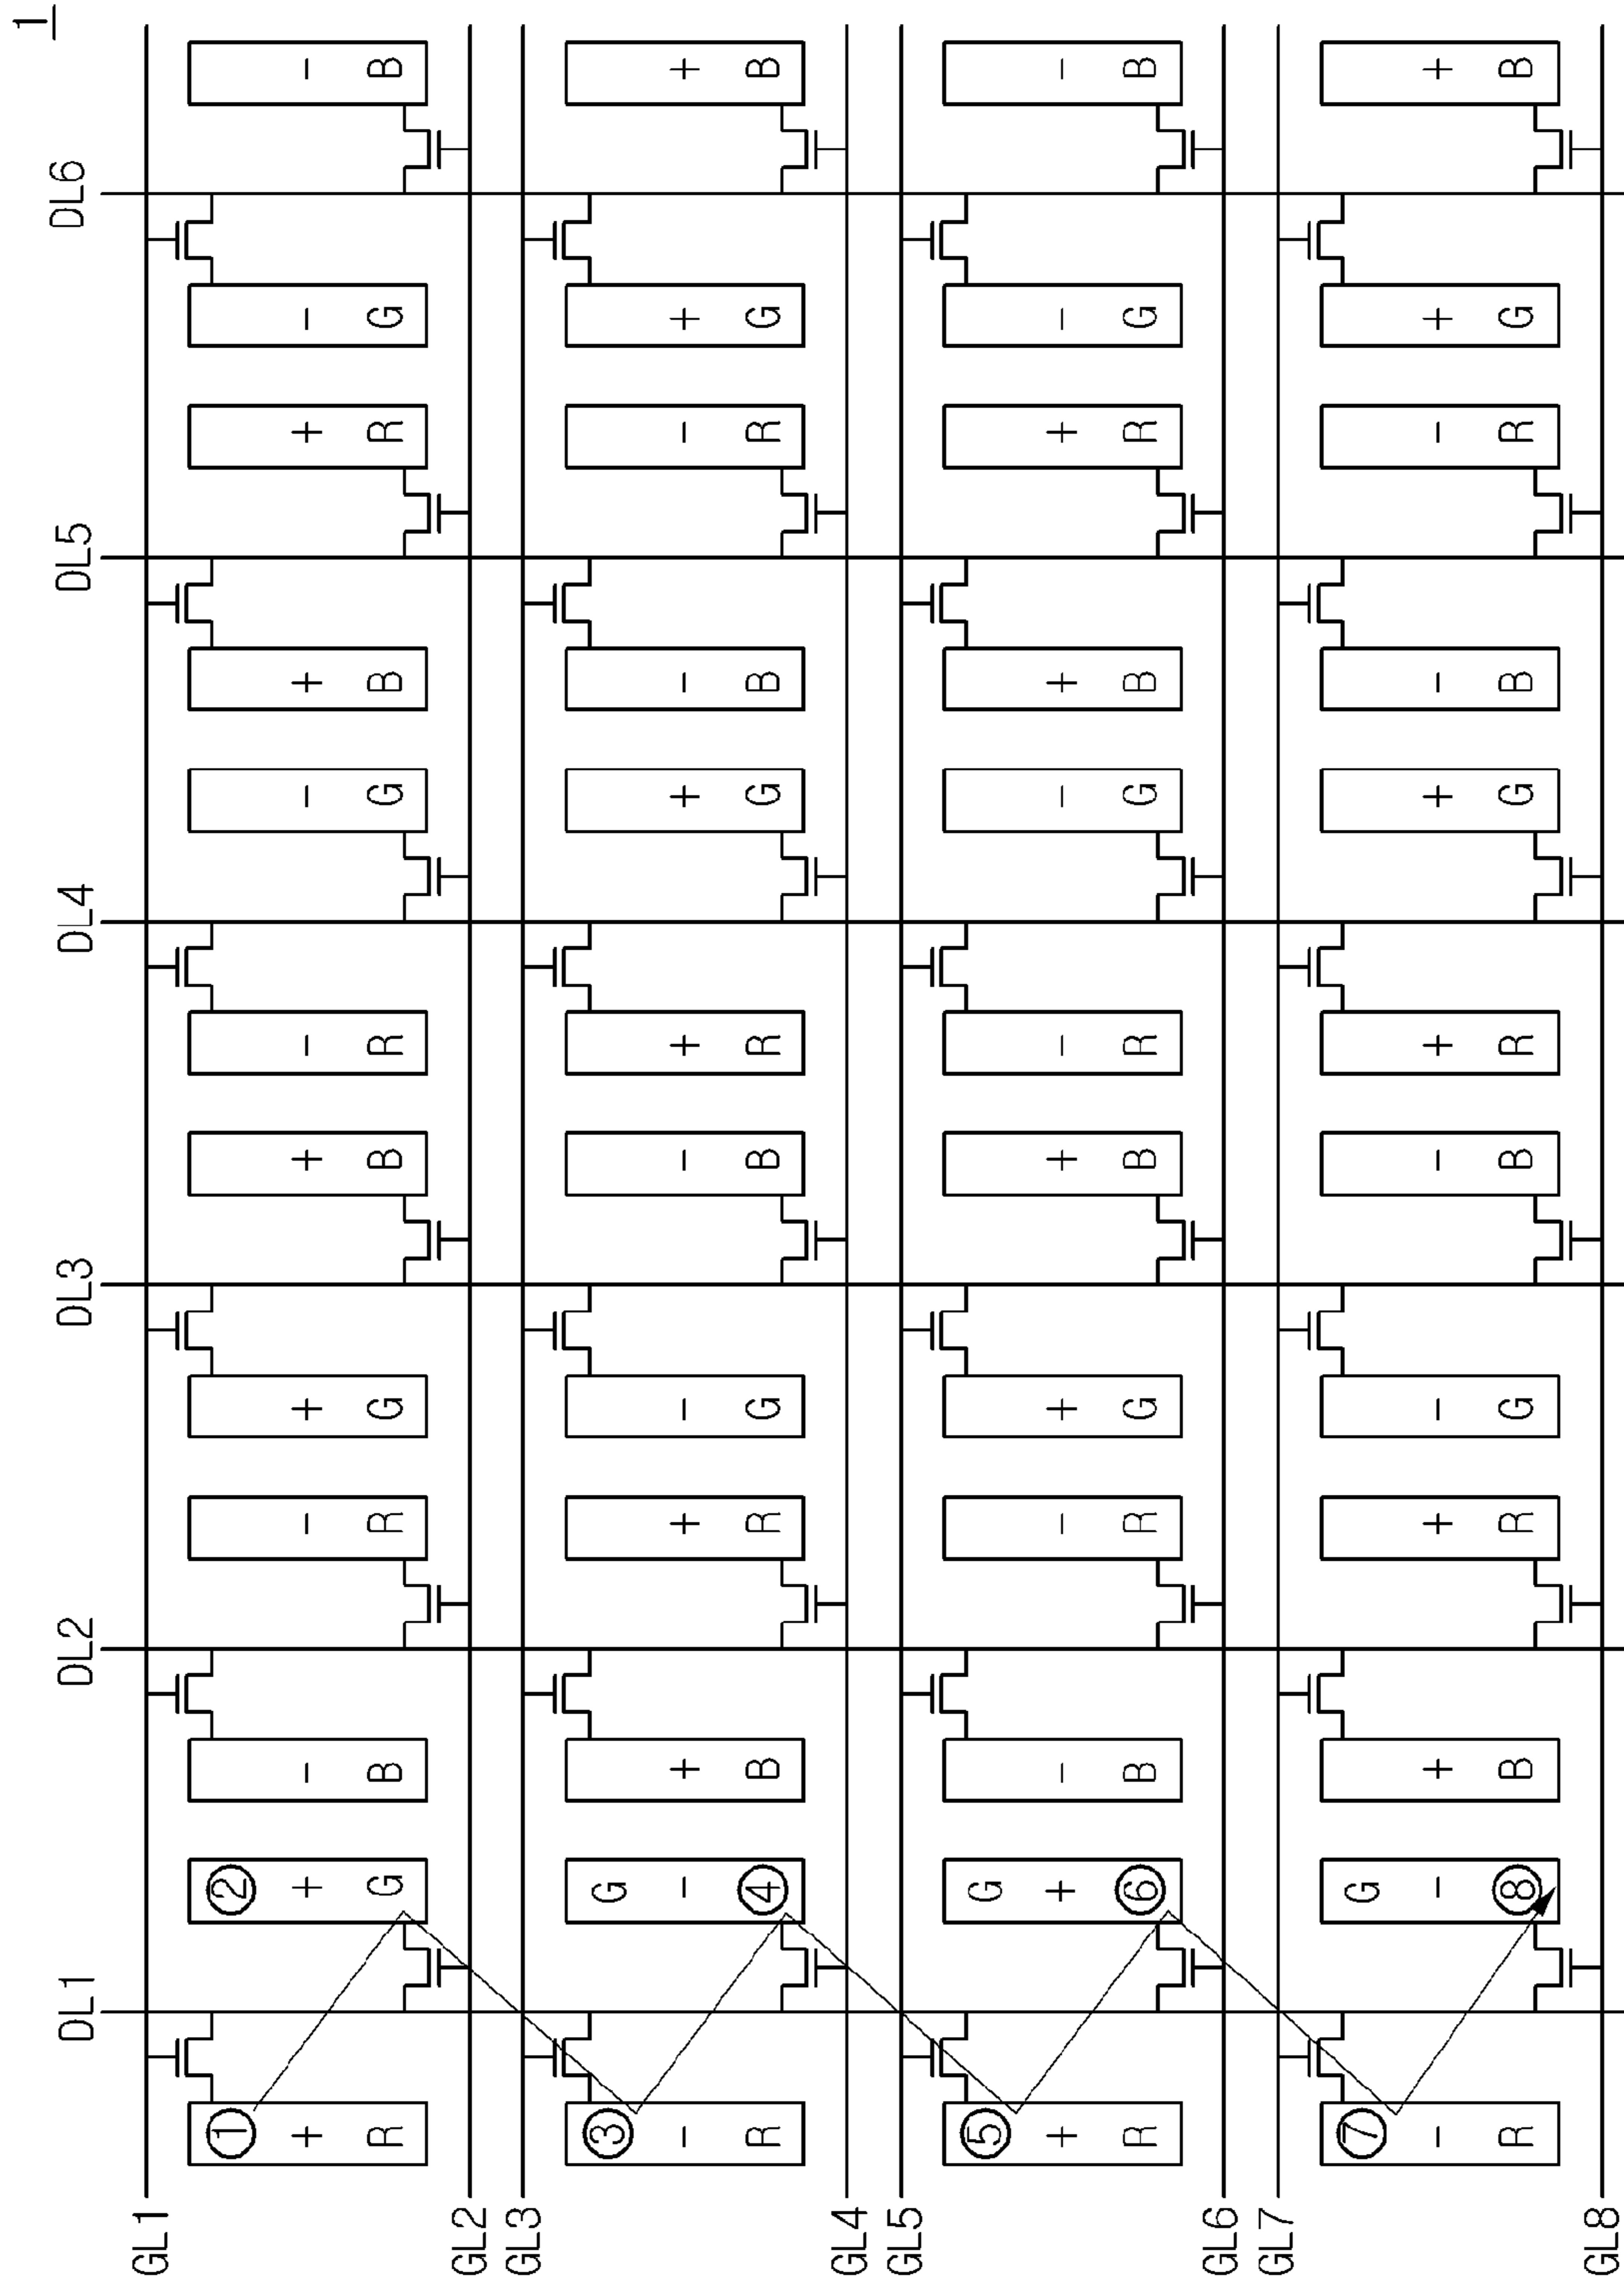 1
DL1 DL2 DL3 DL4 DL5 DL6
GL1
① ②
+ + - - + + - - + + - -
R G B R G B R G B R G B
GL2
GL3
③ G
- - + + - - + + - - + +
R ④ B R G B R G B R G B
GL4
GL5
⑤ G
+ + - - + + - - + + - -
R ⑥ B R G B R G B R G B
GL6
GL7
⑦ G
- - + + - - + + - - + +
R ⑧ B R G B R G B R G B
GL8